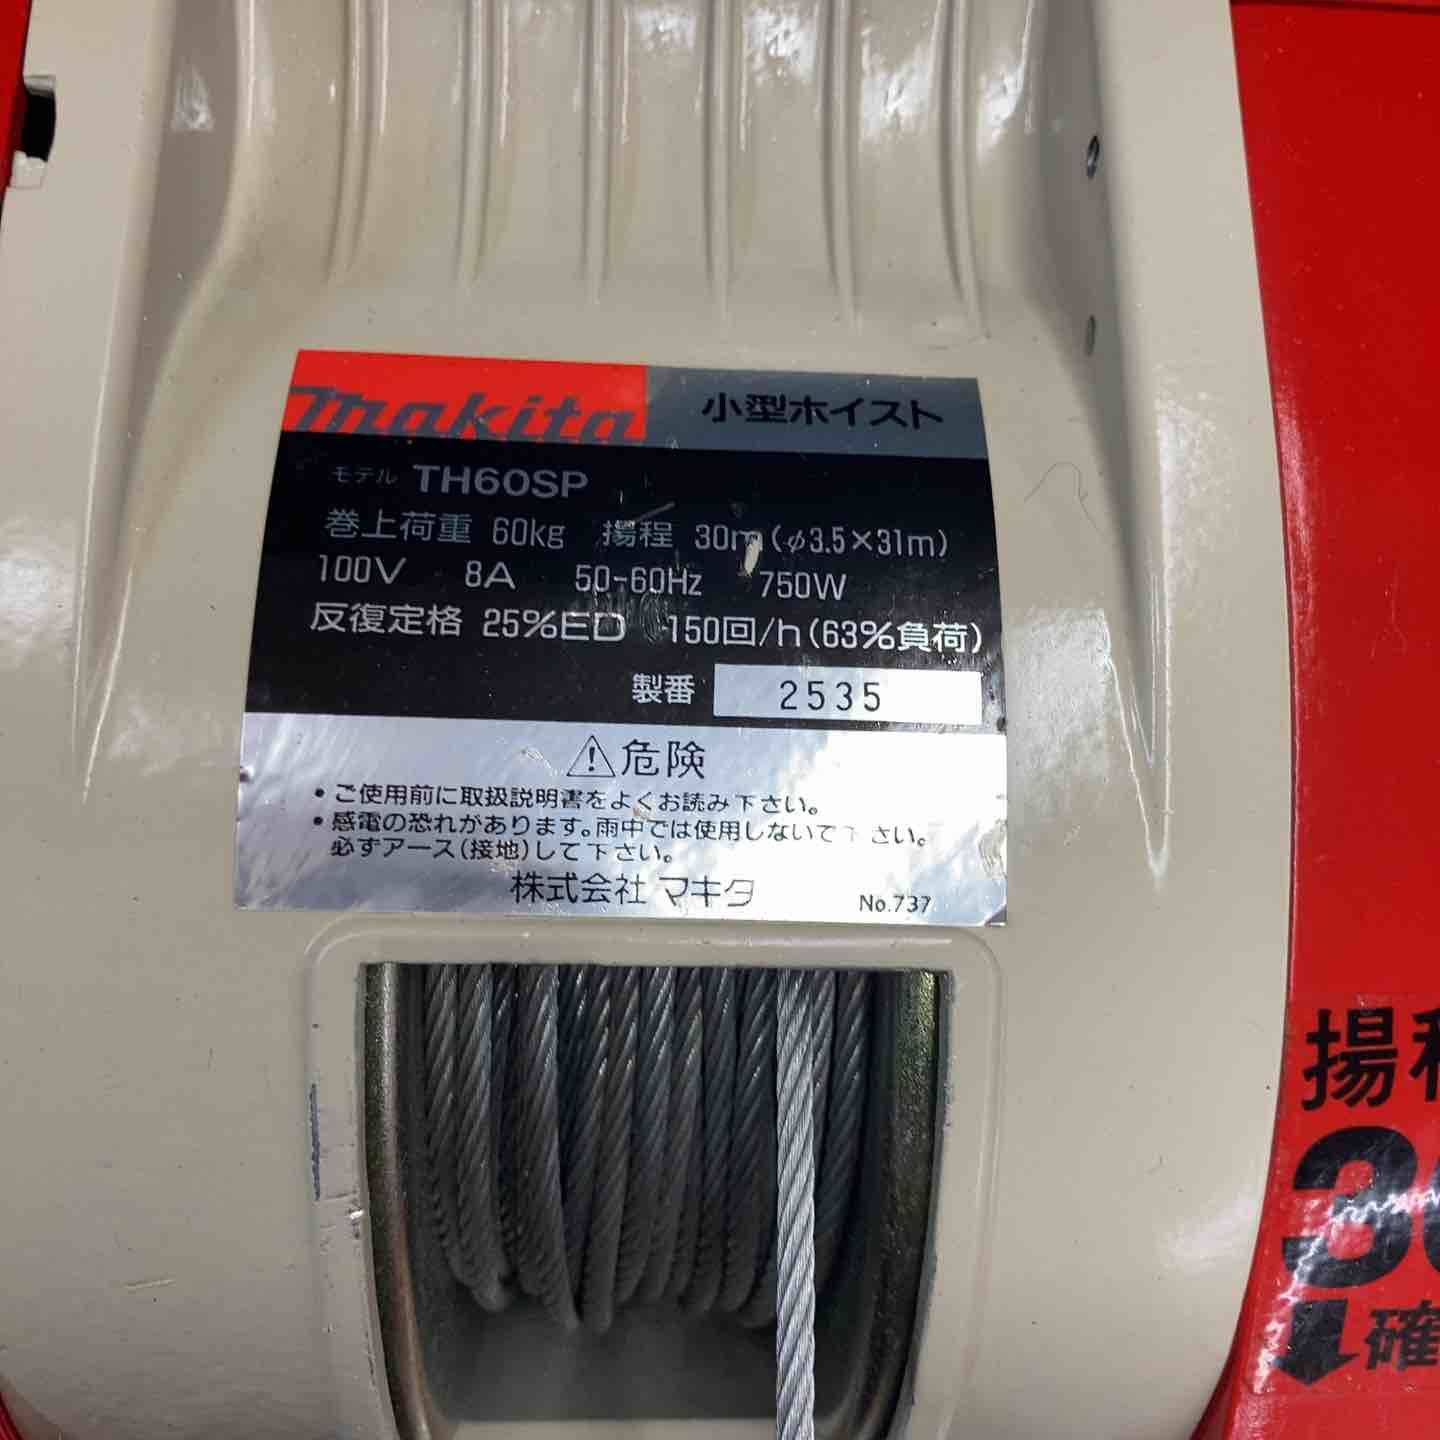 makita 小型ホイスト
モデル TH60SP
巻上荷重 60kg 揚程 30m(φ3.5×31m)
100V 8A 50-60Hz 750W
反復定格 25%ED 150回/h(63%負荷)
製番 2535
⚠危険
・ご使用前に取扱説明書をよくお読み下さい。
・感電の恐れがあります。雨中では使用しないで下さい。
必ずアース(接地)して下さい。
株式会社 マキタ No.737
揚
3
↓確